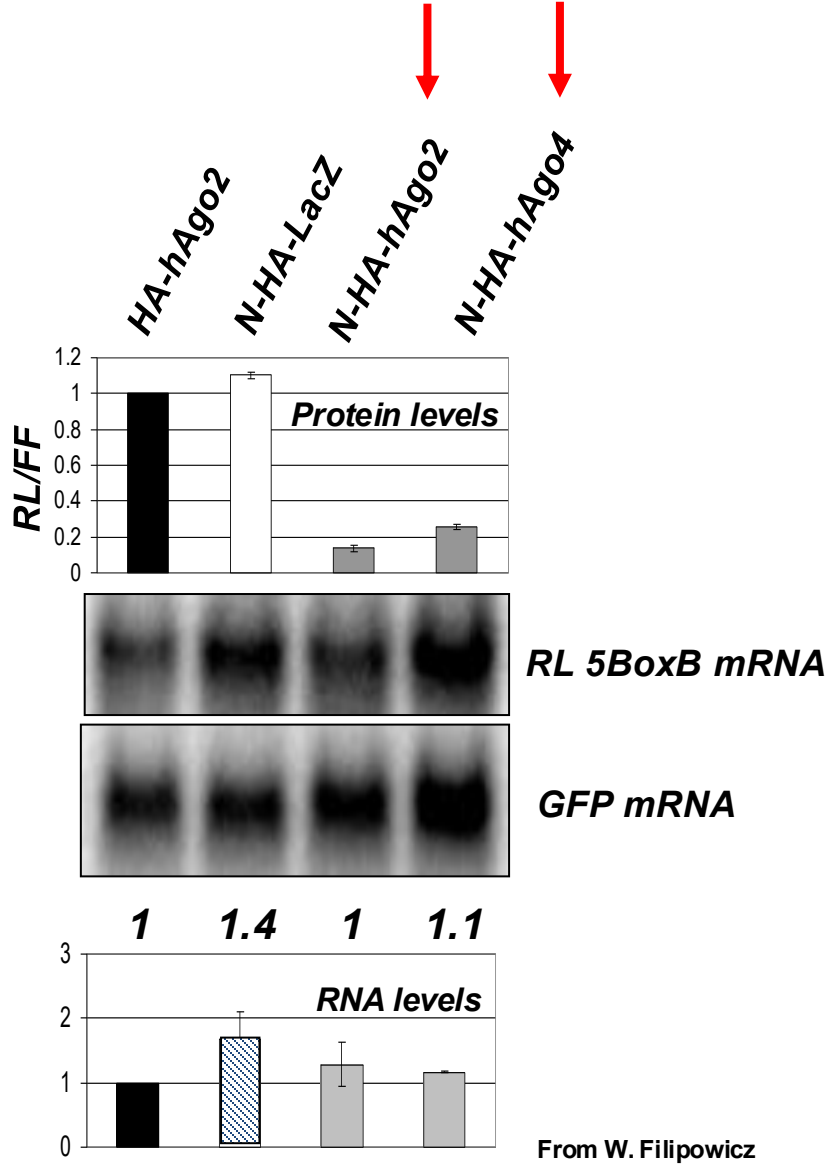 HA-hAgo2
N-HA-LacZ
N-HA-hAgo2
N-HA-hAgo4
1.2
1
0.8
0.6
0.4
0.2
0
RL/FF
Protein levels
RL 5BoxB mRNA
GFP mRNA
1 1.4 1 1.1
3
2
1
0
RNA levels
From W. Filipowicz